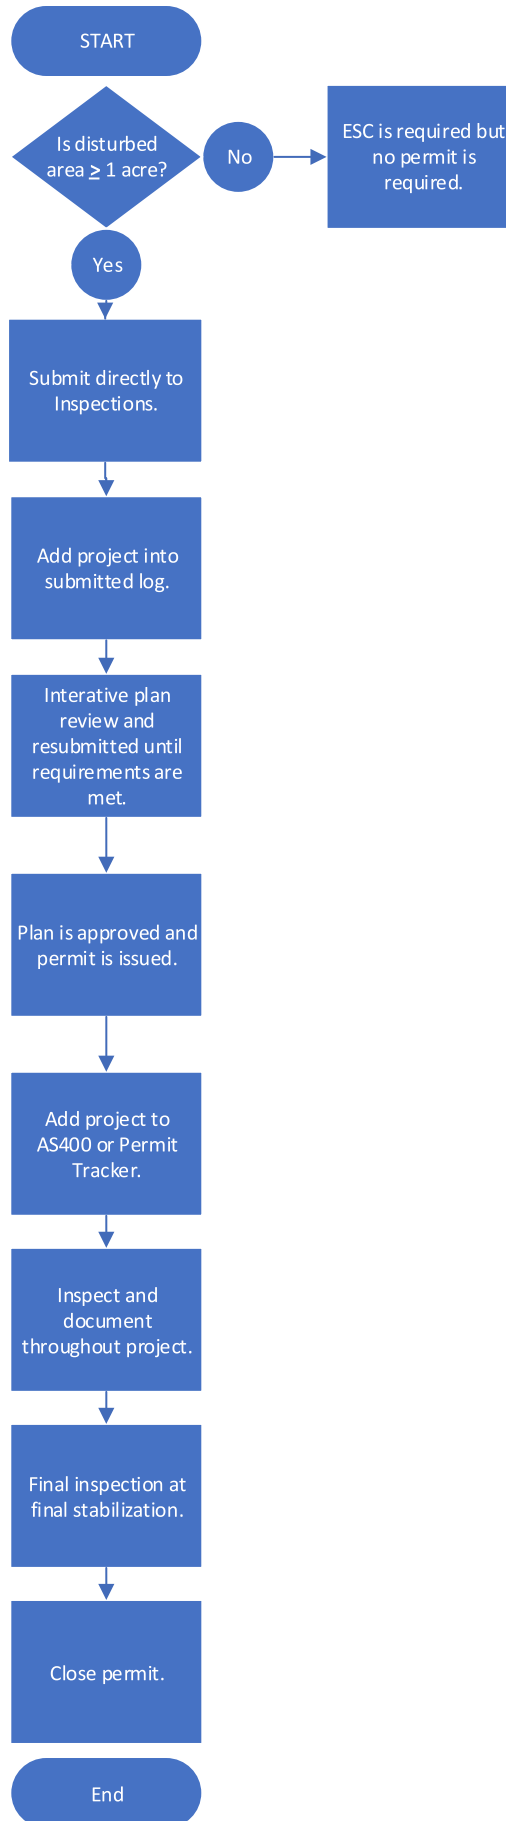 START
Is disturbed
area ≥ 1 acre?
No
ESC is required but
no permit is
required.
Yes
Submit directly to
Inspections.
Add project into
submitted log.
Interative plan
review and
resubmitted until
requirements are
met.
Plan is approved and
permit is issued.
Add project to
AS400 or Permit
Tracker.
Inspect and
document
throughout project.
Final inspection at
final stabilization.
Close permit.
End